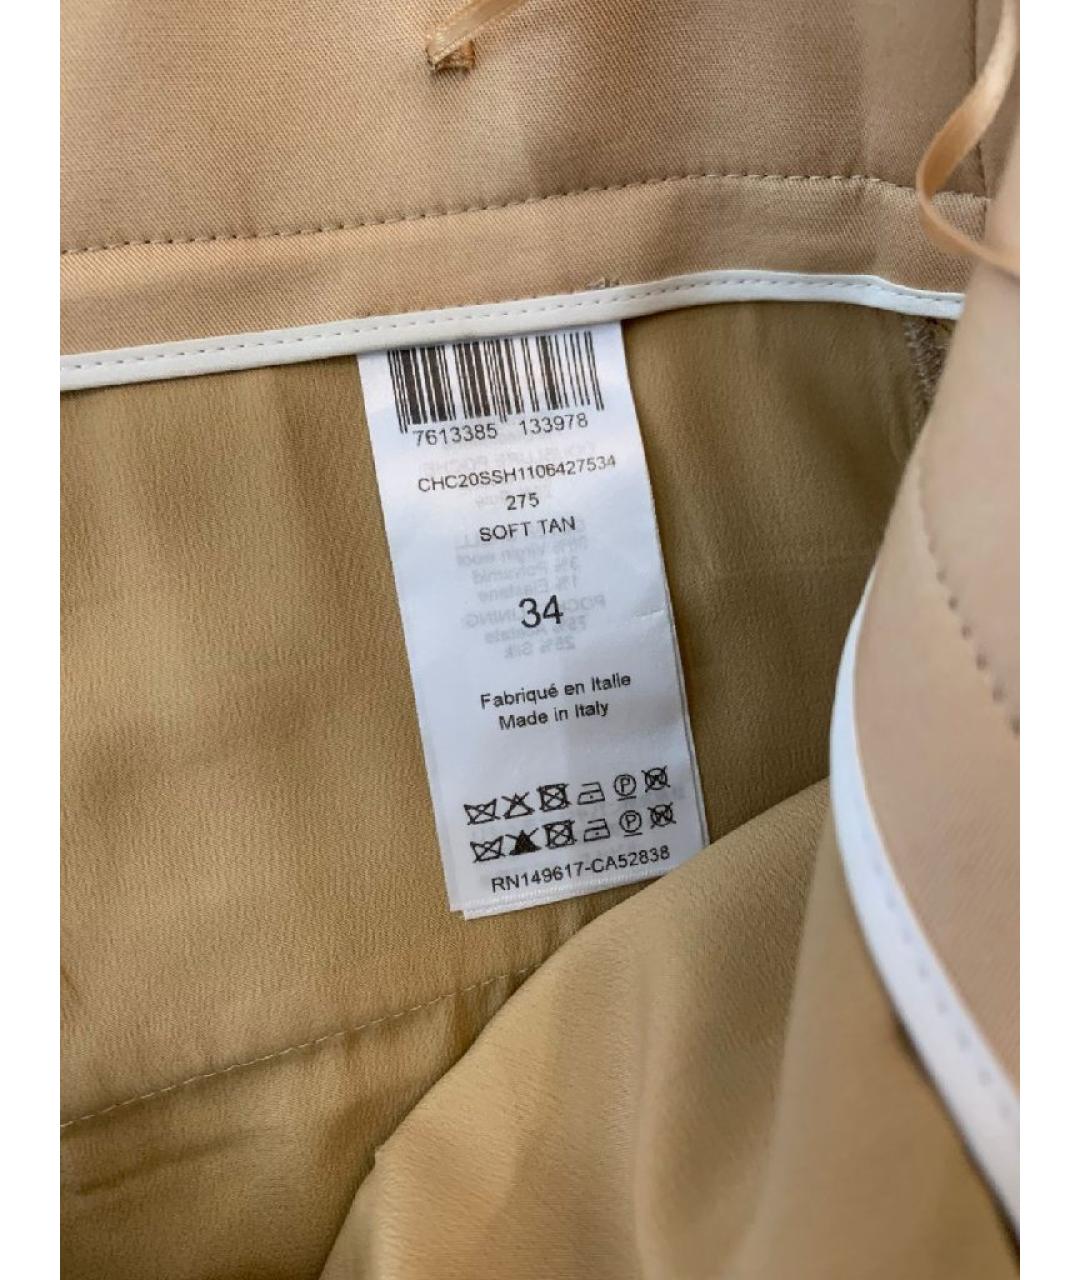 7613385 133978
CHC20SSH1106427534
275
SOFT TAN
34
Fabriqué en Italie
Made in Italy
RN149617-CA52838